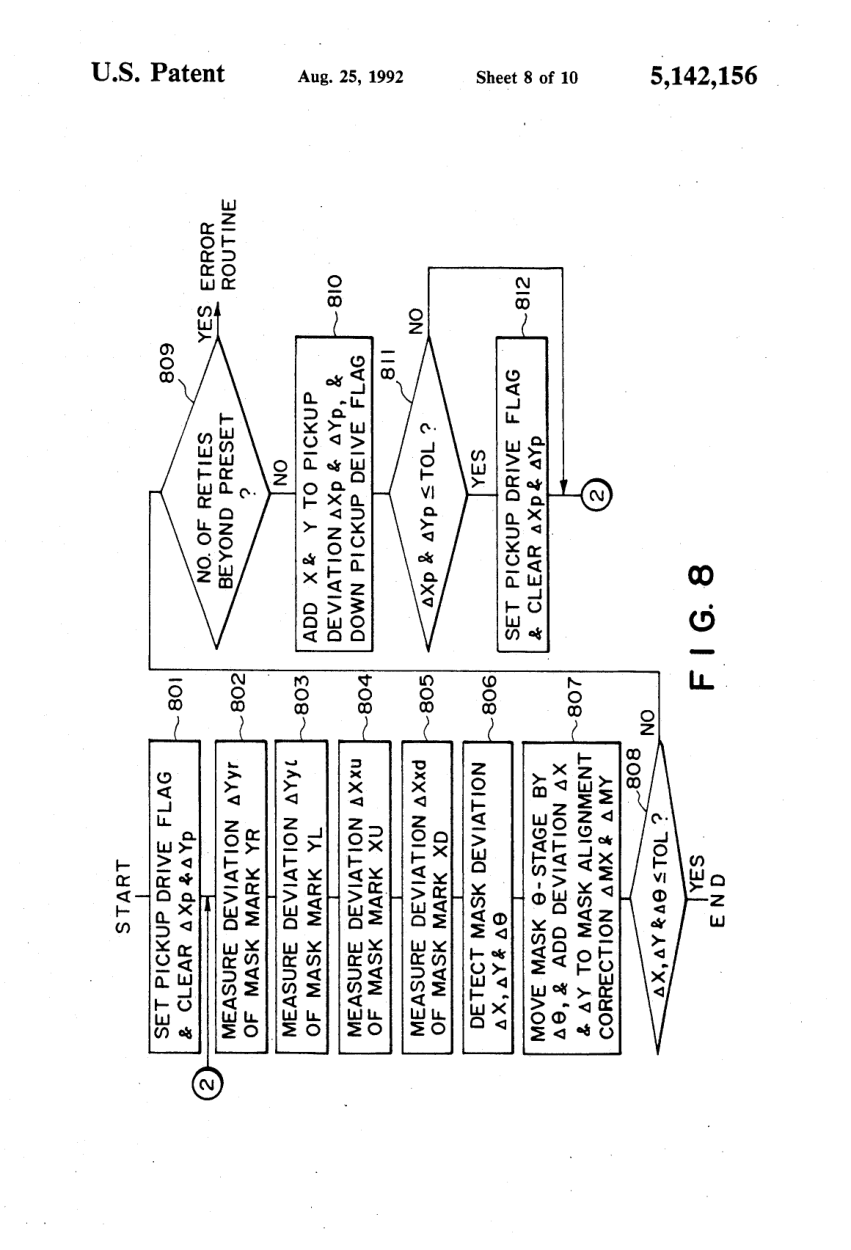 U.S. Patent Aug. 25, 1992 Sheet 8 of 10 5,142,156
START
SET PICKUP DRIVE FLAG
& CLEAR ΔXp & ΔYp
801
2
MEASURE DEVIATION ΔYyr
OF MASK MARK YR
802
MEASURE DEVIATION ΔYyl
OF MASK MARK YL
803
MEASURE DEVIATION ΔXxu
OF MASK MARK XU
804
MEASURE DEVIATION ΔXxd
OF MASK MARK XD
805
DETECT MASK DEVIATION
ΔX, ΔY & Δθ
806
MOVE MASK θ-STAGE BY
Δθ, & ADD DEVIATION ΔX
& ΔY TO MASK ALIGNMENT
CORRECTION ΔMX & ΔMY
807
ΔX, ΔY & Δθ ≤ TOL ?
808
NO
YES
END
NO. OF RETIES
BEYOND PRESET
?
809
YES
ERROR
ROUTINE
NO
ADD X & Y TO PICKUP
DEVIATION ΔXp & ΔYp, &
DOWN PICKUP DEIVE FLAG
810
ΔXp & ΔYp ≤ TOL ?
811
NO
YES
SET PICKUP DRIVE FLAG
& CLEAR ΔXp & ΔYp
812
2
FIG. 8